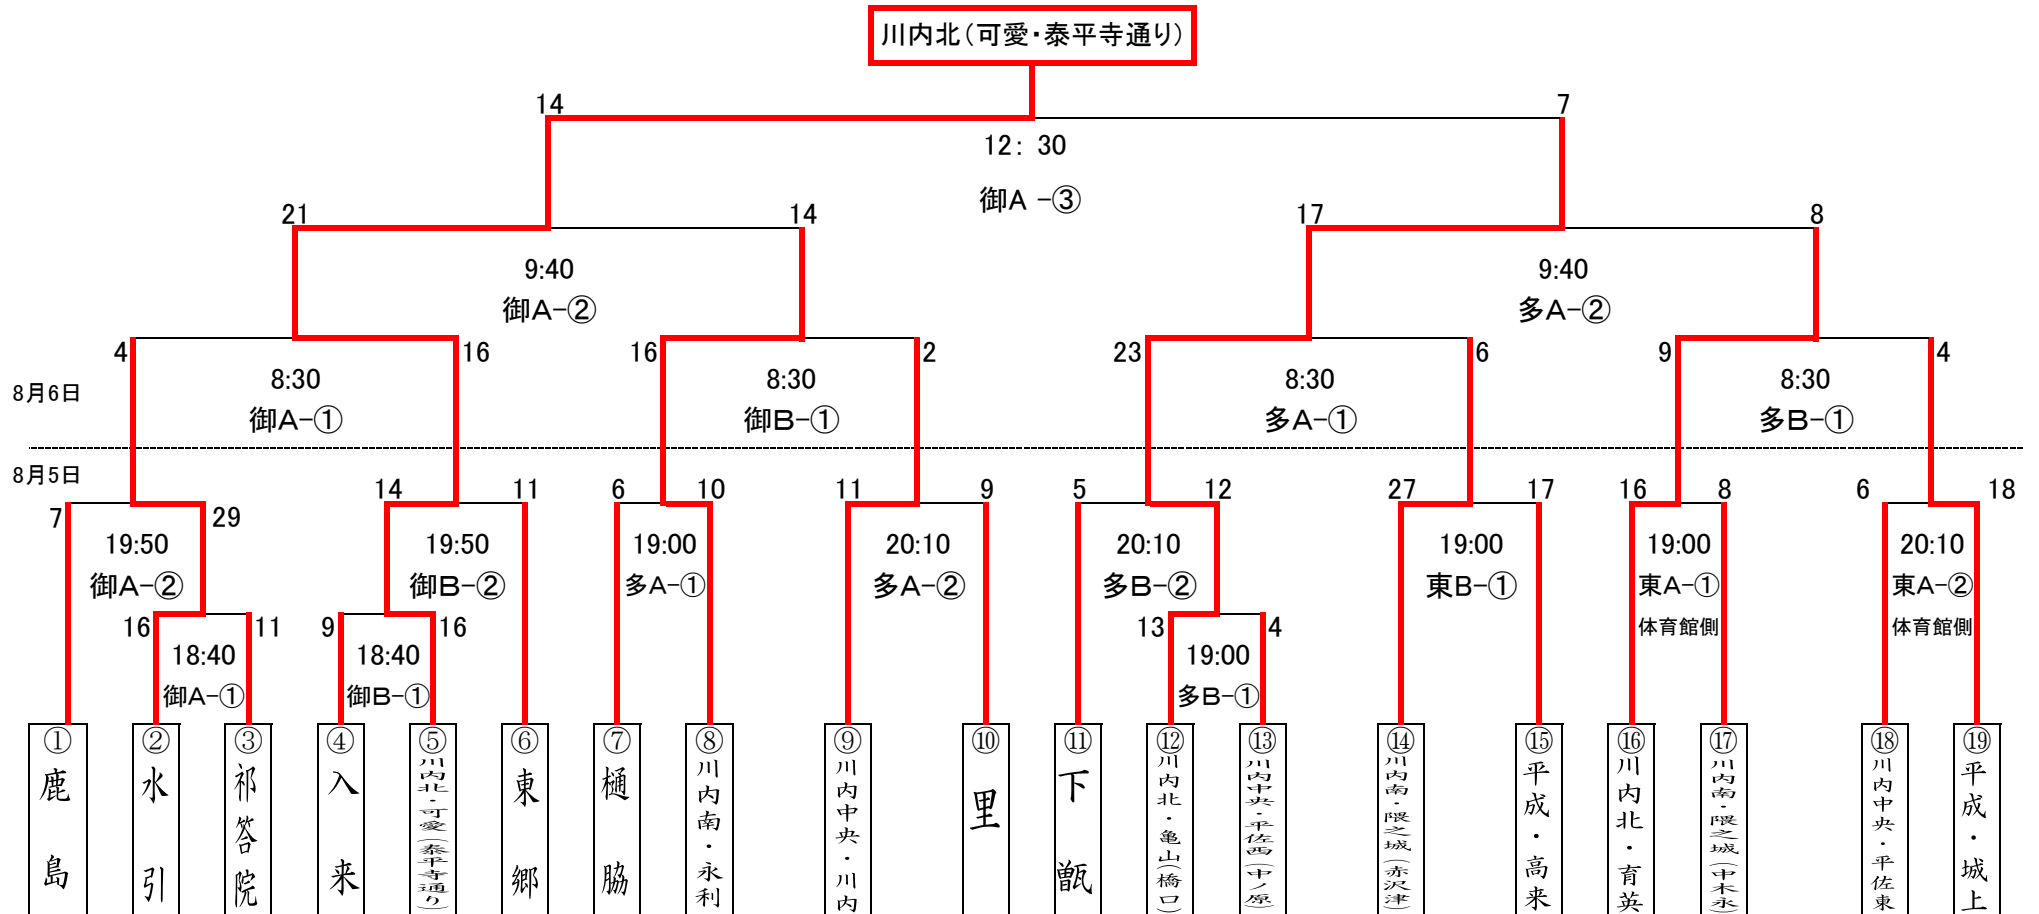 川内北（可愛・泰平寺通り）
14 7
12： 30
御A －③
21 14 17 8
9:40 9:40
御A－② 多A－②
4 16 16 2 23 6 9 4
8:30 8:30 8:30 8:30
8月6日
御A－① 御B－① 多A－① 多B－①
8月5日
7 29 14 11 6 10 11 9 5 12 27 17 16 8 6 18
19:50 19:50 19:00 20:10 20:10 19:00 19:00 20:10
御A－② 御B－② 多A－① 多A－② 多B－② 東B－① 東A－① 東A－②
体育館側 体育館側
16 11 9 16 13 4
18:40 18:40 19:00
御A－① 御B－① 多B－①
①鹿島
②水引
③祁答院
④入来
⑤川内北・可愛（泰平寺通り）
⑥東郷
⑦樋脇
⑧川内南・永利
⑨川内中央・川内
⑩里
⑪下甑
⑫川内北・亀山（橋口）
⑬川内中央・平佐西（中ノ原）
⑭川内南・隈之城（赤沢津）
⑮平成・高来
⑯川内北・育英
⑰川内南・隈之城（中木永）
⑱川内中央・平佐東
⑲平成・城上